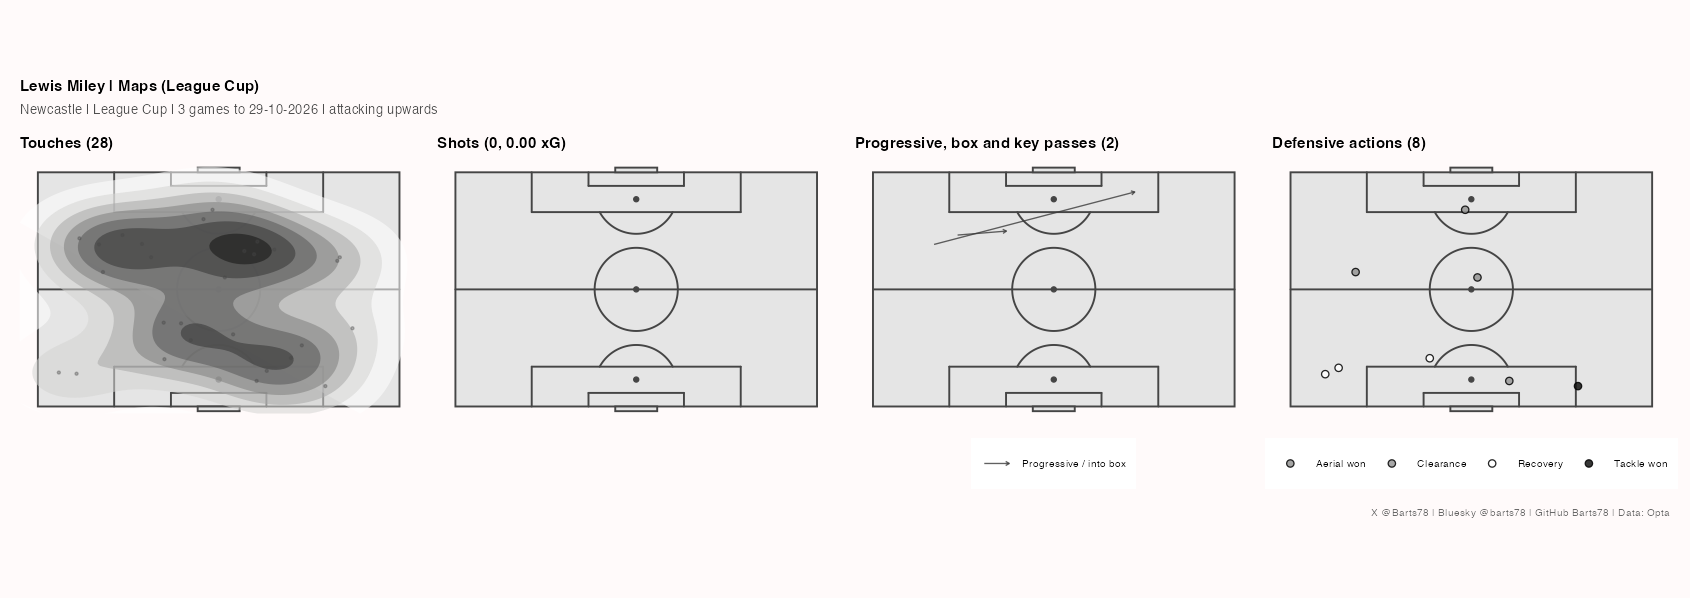 Lewis Miley | Maps (League Cup)
Newcastle | League Cup | 3 games to 29-10-2026 | attacking upwards
Touches (28)
Shots (0, 0.00 xG)
Progressive, box and key passes (2)
Defensive actions (8)
Progressive / into box
Aerial won
Clearance
Recovery
Tackle won
X @Barts78 | Bluesky @barts78 | GitHub Barts78 | Data: Opta